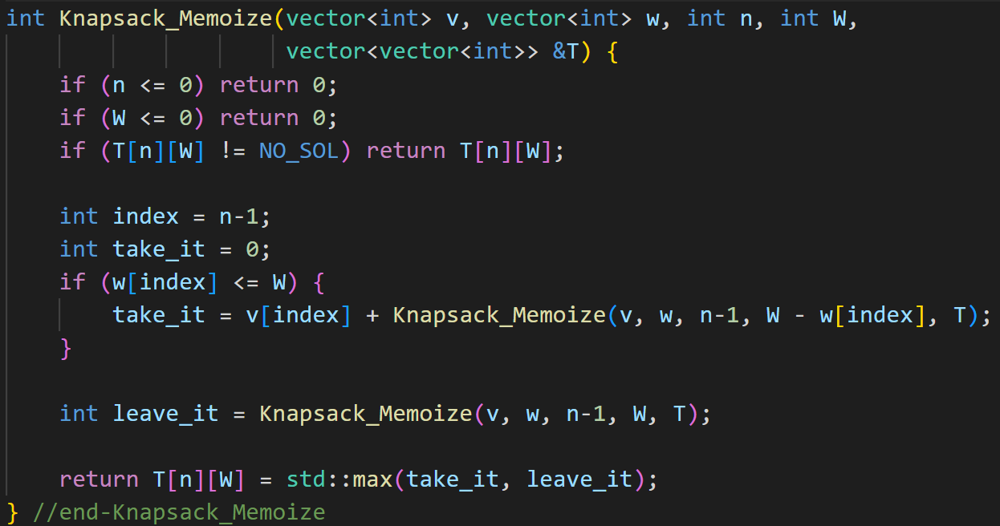 int Knapsack_Memoize(vector<int> v, vector<int> w, int n, int W,
                     vector<vector<int>> &T) {
    if (n <= 0) return 0;
    if (W <= 0) return 0;
    if (T[n][W] != NO_SOL) return T[n][W];

    int index = n-1;
    int take_it = 0;
    if (w[index] <= W) {
        take_it = v[index] + Knapsack_Memoize(v, w, n-1, W - w[index], T);
    }

    int leave_it = Knapsack_Memoize(v, w, n-1, W, T);

    return T[n][W] = std::max(take_it, leave_it);
} //end-Knapsack_Memoize